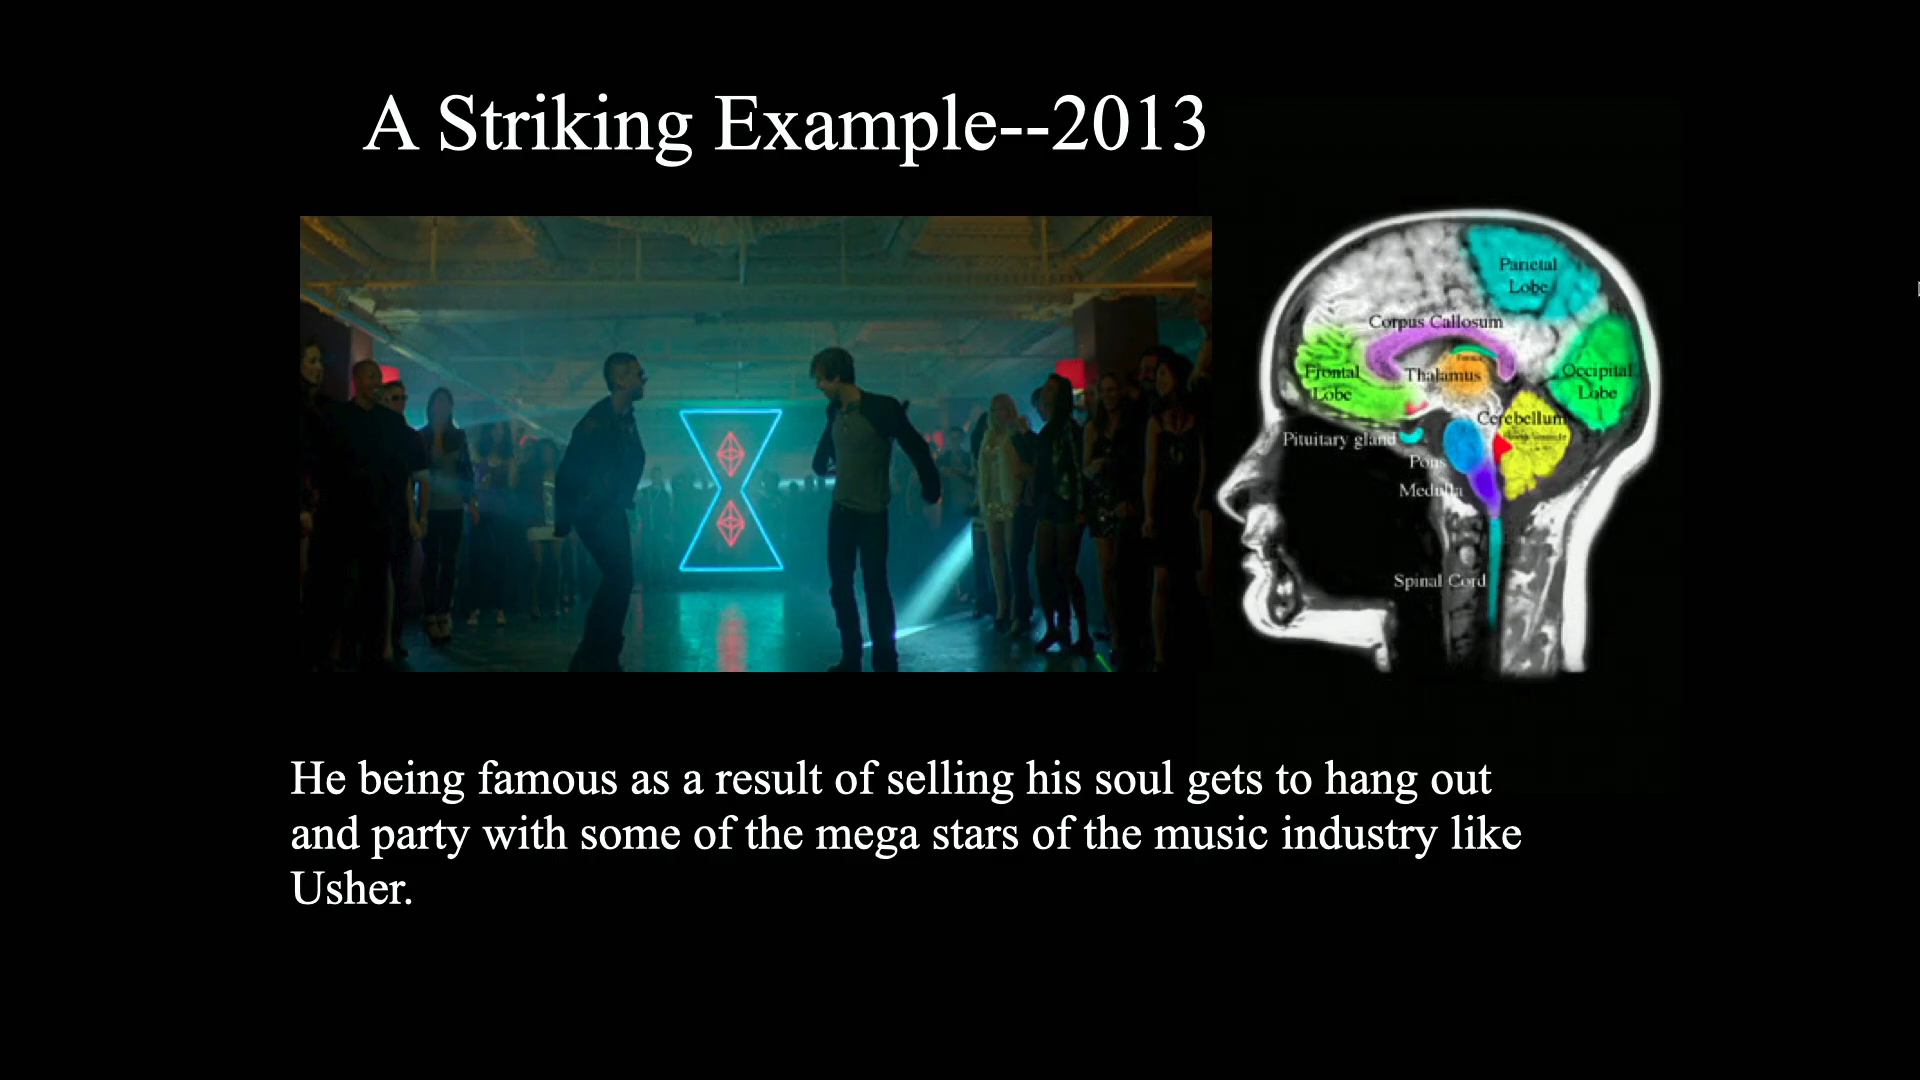 A Striking Example--2013
Parietal
Lobe
Corpus Callosum
Frontal
Lobe
Thalamus
Occipital
Lobe
Cerebellum
Pituitary gland
Pons
Medulla
Spinal Cord
He being famous as a result of selling his soul gets to hang out
and party with some of the mega stars of the music industry like
Usher.